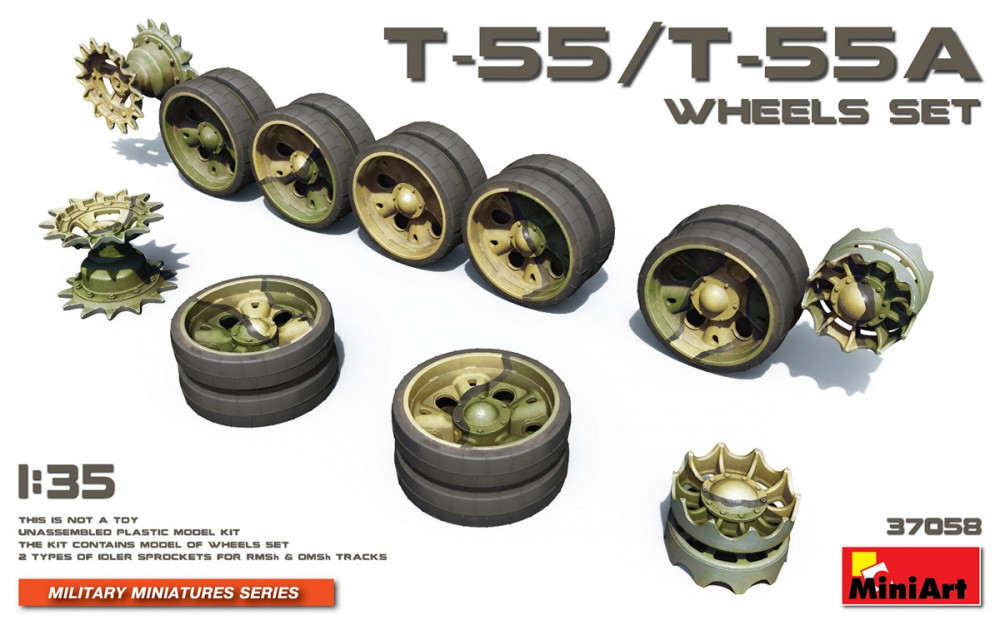 T-55/T-55A
WHEELS SET
1:35
THIS IS NOT A TOY
UNASSEMBLED PLASTIC MODEL KIT
THE KIT CONTAINS MODEL OF WHEELS SET
2 TYPES OF IDLER SPROCKETS FOR RMSh & OMSh TRACKS
MILITARY MINIATURES SERIES
37058
MiniArt